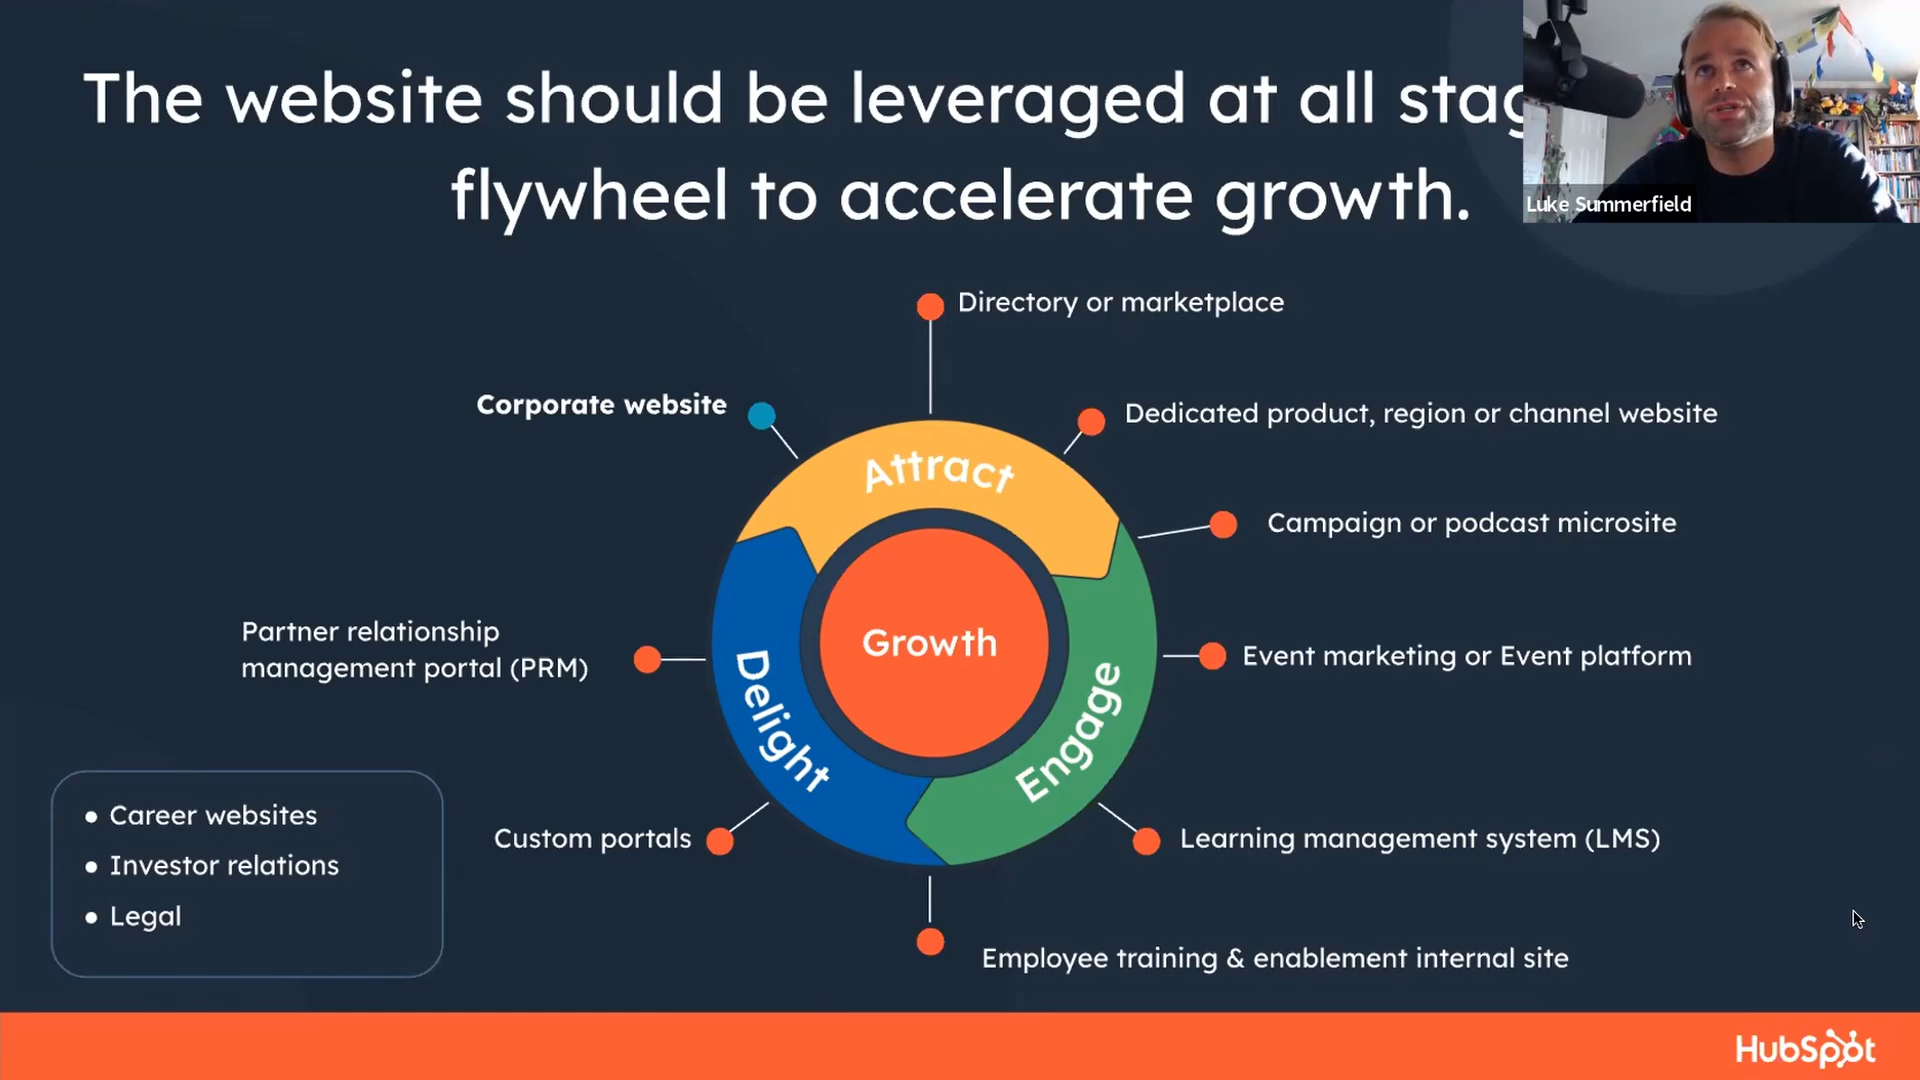 The website should be leveraged at all
flywheel to accelerate growth.
Luke Summerfield
Directory or marketplace
Corporate website
Dedicated product, region or channel website
Attract
Campaign or podcast microsite
Growth
Partner relationship
management portal (PRM)
Event marketing or Event platform
Delight
Engage
Career websites
Investor relations
Legal
Custom portals
Learning management system (LMS)
Employee training & enablement internal site
HubSpot